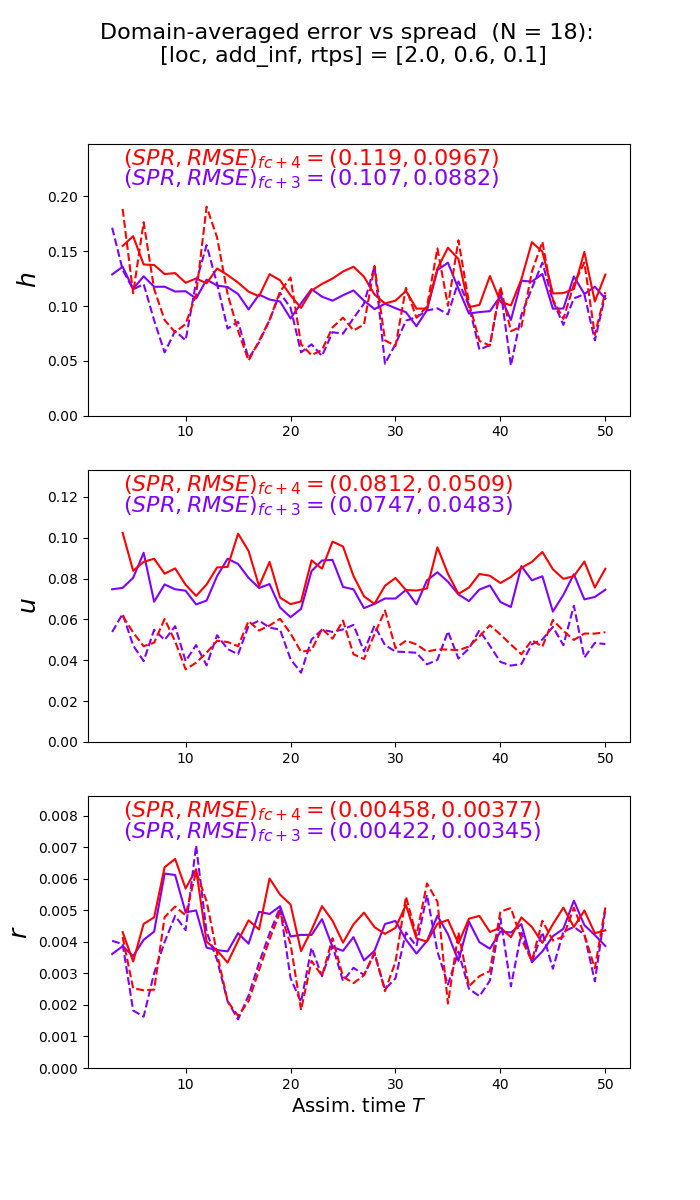 Domain-averaged error vs spread (N = 18):
[loc, add_inf, rtps] = [2.0, 0.6, 0.1]
(SPR, RMSE)fc+4 = (0.119, 0.0967)
(SPR, RMSE)fc+3 = (0.107, 0.0882)
0.20
0.15
h
0.10
0.05
0.00
10 20 30 40 50
(SPR, RMSE)fc+4 = (0.0812, 0.0509)
(SPR, RMSE)fc+3 = (0.0747, 0.0483)
0.12
0.10
0.08
u
0.06
0.04
0.02
0.00
10 20 30 40 50
(SPR, RMSE)fc+4 = (0.00458, 0.00377)
(SPR, RMSE)fc+3 = (0.00422, 0.00345)
0.008
0.007
0.006
0.005
r
0.004
0.003
0.002
0.001
0.000
10 20 30 40 50
Assim. time T